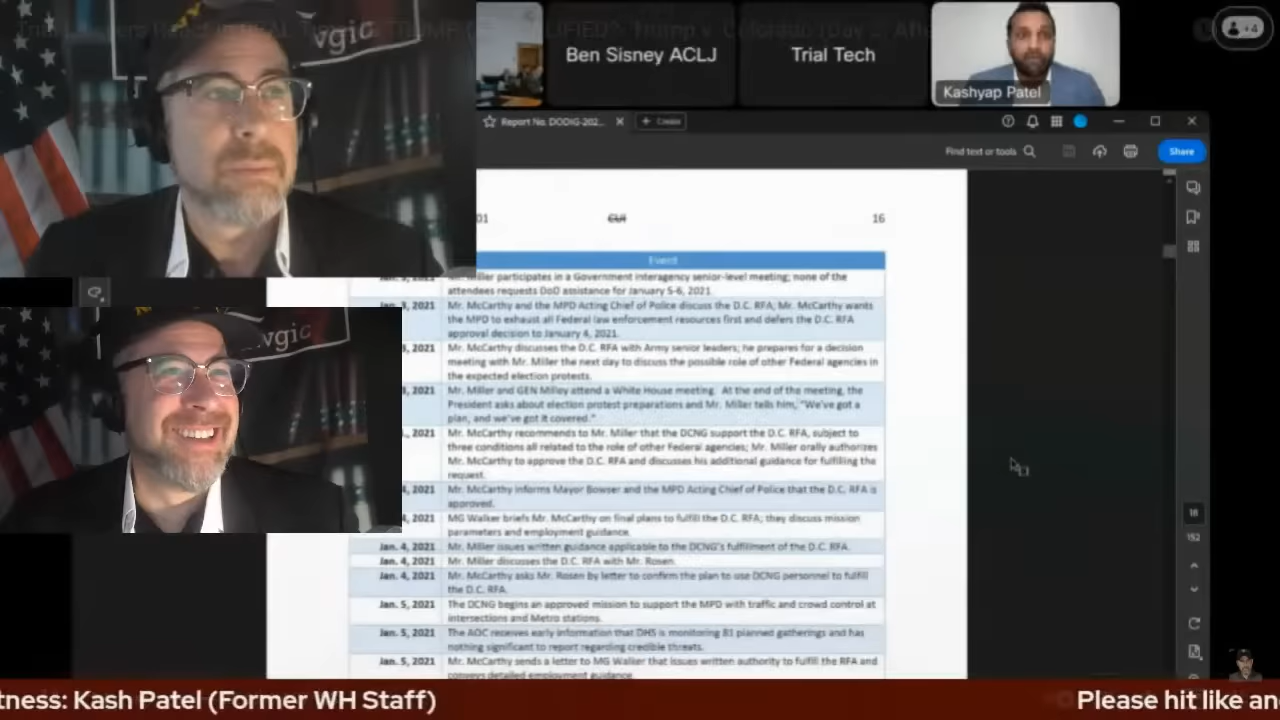 vgic
Ben Sisney ACLJ
Trial Tech
Kashyap Patel
+4
Report No. DODIG-202...
+ Create
Find text or tools
Share
01
CUI
16
Event
Mr. Miller participates in a Government interagency senior-level meeting; none of the
attendees requests DoD assistance for January 5-6, 2021.
, 2021
Mr. McCarthy and the MPD Acting Chief of Police discuss the D.C. RFA; Mr. McCarthy wants
the MPD to exhaust all Federal law enforcement resources first and defers the D.C. RFA
approval decision to January 4, 2021.
, 2021
Mr. McCarthy discusses the D.C. RFA with Army senior leaders; he prepares for a decision
meeting with Mr. Miller the next day to discuss the possible role of other Federal agencies in
the expected election protests.
, 2021
Mr. Miller and GEN Milley attend a White House meeting. At the end of the meeting, the
President asks about election protest preparations and Mr. Miller tells him, "We've got a
plan, and we've got it covered."
, 2021
Mr. McCarthy recommends to Mr. Miller that the DCNG support the D.C. RFA, subject to
three conditions all related to the role of other Federal agencies; Mr. Miller orally authorizes
Mr. McCarthy to approve the D.C. RFA and discusses his additional guidance for fulfilling the
request.
4, 2021
Mr. McCarthy informs Mayor Bowser and the MPD Acting Chief of Police that the D.C. RFA is
approved.
4, 2021
MG Walker briefs Mr. McCarthy on final plans to fulfill the D.C. RFA; they discuss mission
parameters and employment guidance.
Jan. 4, 2021
Mr. Miller issues written guidance applicable to the DCNG's fulfillment of the D.C. RFA.
Jan. 4, 2021
Mr. Miller discusses the D.C. RFA with Mr. Rosen.
Jan. 4, 2021
Mr. McCarthy asks Mr. Rosen by letter to confirm the plan to use DCNG personnel to fulfill
the D.C. RFA.
Jan. 5, 2021
The DCNG begins an approved mission to support the MPD with traffic and crowd control at
intersections and Metro stations.
Jan. 5, 2021
The AOC receives early information that DHS is monitoring 81 planned gatherings and has
nothing significant to report regarding credible threats.
Jan. 5, 2021
Mr. McCarthy sends a letter to MG Walker that issues written authority to fulfill the RFA and
conveys detailed employment guidance.
vgic
16
192
tness: Kash Patel (Former WH Staff)
Please hit like an